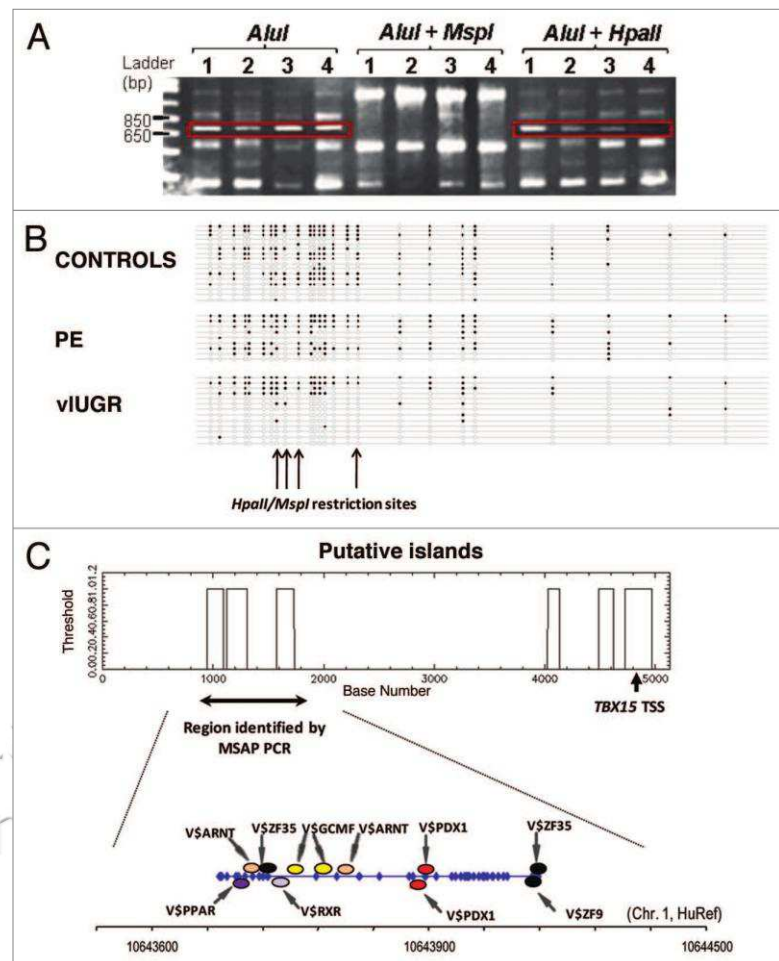 A
AluI AluI + MspI AluI + HpaII
Ladder (bp) 1 2 3 4 1 2 3 4 1 2 3 4
850
650
B
CONTROLS
PE
vIUGR
HpaII/MspI restriction sites
C
Putative islands
Threshold
0.00.20.40.60.81.01.2
0 1000 2000 3000 4000 5000
Base Number
TBX15 TSS
Region identified by
MSAP PCR
V$ARNT V$ZF35 V$GCMF V$ARNT V$PDX1 V$ZF35
V$PPAR V$RXR V$PDX1 V$ZF9
(Chr. 1, HuRef)
10643600 10643900 10644500